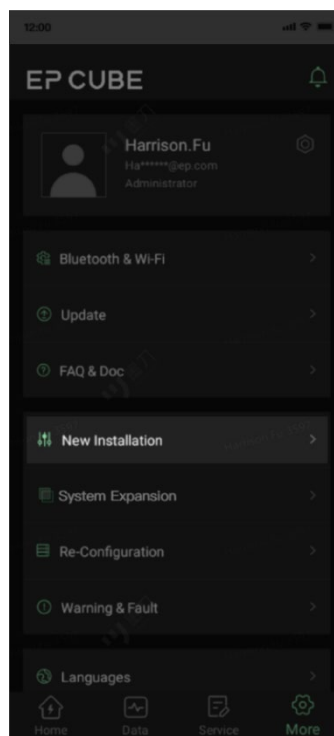 12:00
EP CUBE
Harrison.Fu
Ha******@ep.com
Administrator
Bluetooth & Wi-Fi
Update
FAQ & Doc
New Installation
System Expansion
Re-Configuration
Warning & Fault
Languages
Home
Data
Service
More